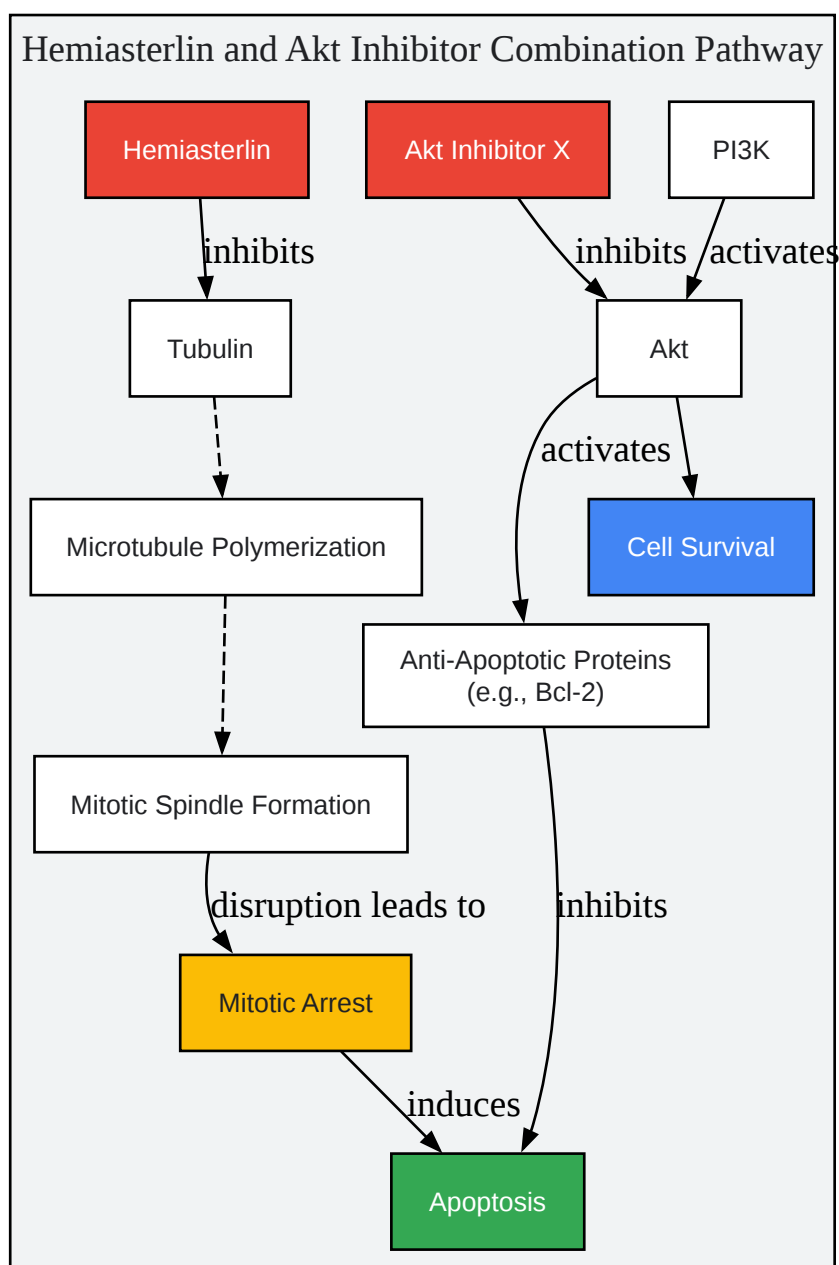 Hemiasterlin and Akt Inhibitor Combination Pathway
Hemiasterlin
Akt Inhibitor X
PI3K
inhibits
inhibits
activates
Tubulin
Akt
activates
Microtubule Polymerization
Cell Survival
Anti-Apoptotic Proteins
(e.g., Bcl-2)
Mitotic Spindle Formation
disruption leads to
inhibits
Mitotic Arrest
induces
Apoptosis